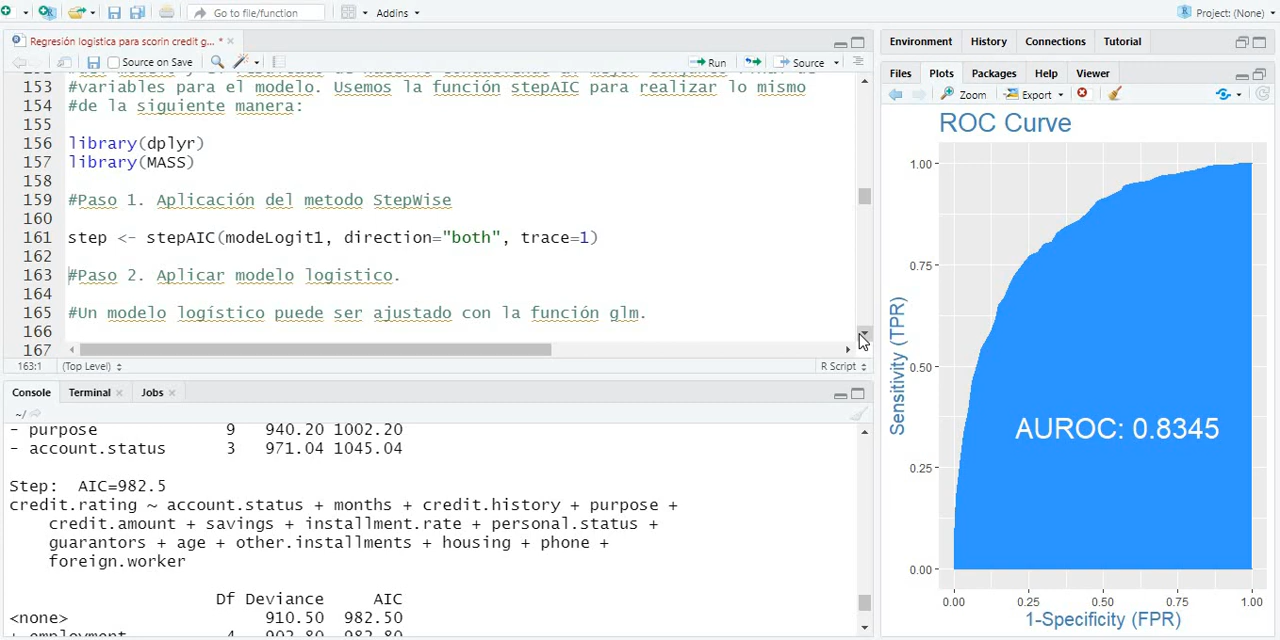 Go to file/function
Addins
Project: (None)
Regresión logistica para scorin credit g...*
Source on Save
Run
Source
153 #variables para el modelo. Usemos la función stepAIC para realizar lo mismo
154 #de la siguiente manera:
155
156 library(dplyr)
157 library(MASS)
158
159 #Paso 1. Aplicación del metodo StepWise
160
161 step <- stepAIC(modeLogit1, direction="both", trace=1)
162
163 #Paso 2. Aplicar modelo logistico.
164
165 #Un modelo logístico puede ser ajustado con la función glm.
166
167
163:1 (Top Level) R Script
Console Terminal Jobs
~/
- purpose 9 940.20 1002.20
- account.status 3 971.04 1045.04
Step: AIC=982.5
credit.rating ~ account.status + months + credit.history + purpose +
credit.amount + savings + installment.rate + personal.status +
guarantors + age + other.installments + housing + phone +
foreign.worker
Df Deviance AIC
<none> 910.50 982.50
+ employment 4 902.80 982.80
Environment History Connections Tutorial
Files Plots Packages Help Viewer
Zoom Export
ROC Curve
1.00
0.75
0.50
0.25
0.00
Sensitivity (TPR)
AUROC: 0.8345
0.00 0.25 0.50 0.75 1.00
1-Specificity (FPR)